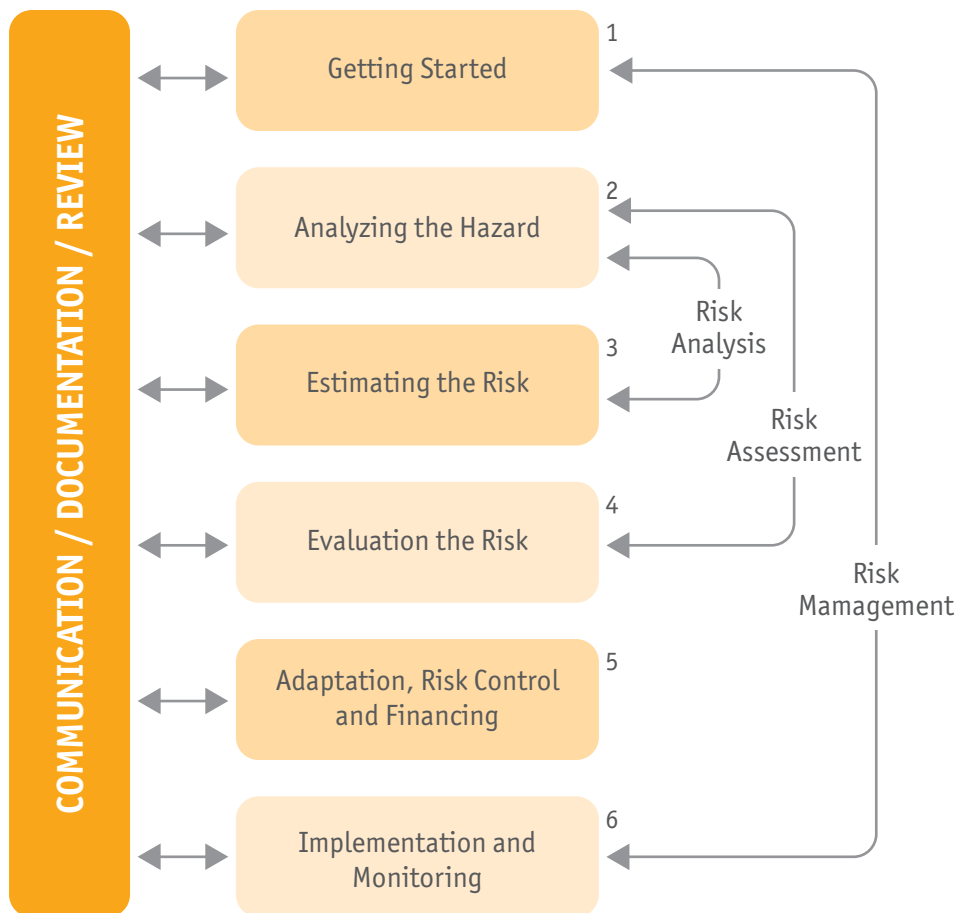 COMMUNICATION / DOCUMENTATION / REVIEW
1
Getting Started
2
Analyzing the Hazard
Risk
Analysis
3
Estimating the Risk
Risk
Assessment
4
Evaluation the Risk
Risk
Mamagement
5
Adaptation, Risk Control
and Financing
6
Implementation and
Monitoring